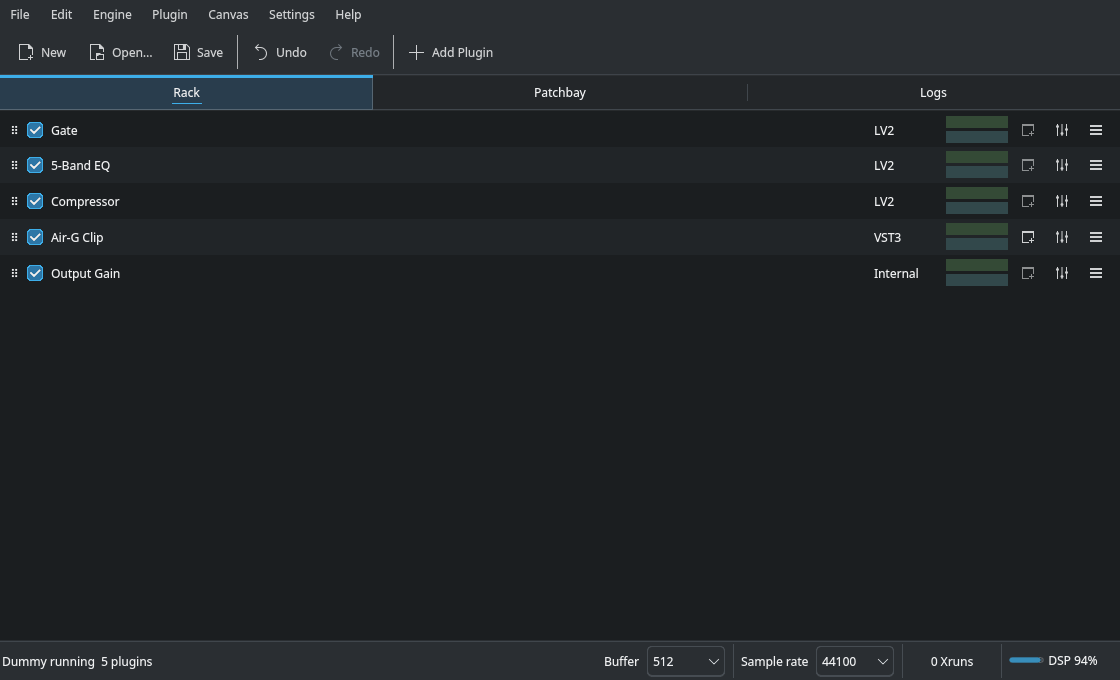 File Edit Engine Plugin Canvas Settings Help
New Open... Save Undo Redo Add Plugin
Rack Patchbay Logs
Gate LV2
5-Band EQ LV2
Compressor LV2
Air-G Clip VST3
Output Gain Internal
Dummy running 5 plugins Buffer 512 Sample rate 44100 0 Xruns DSP 94%